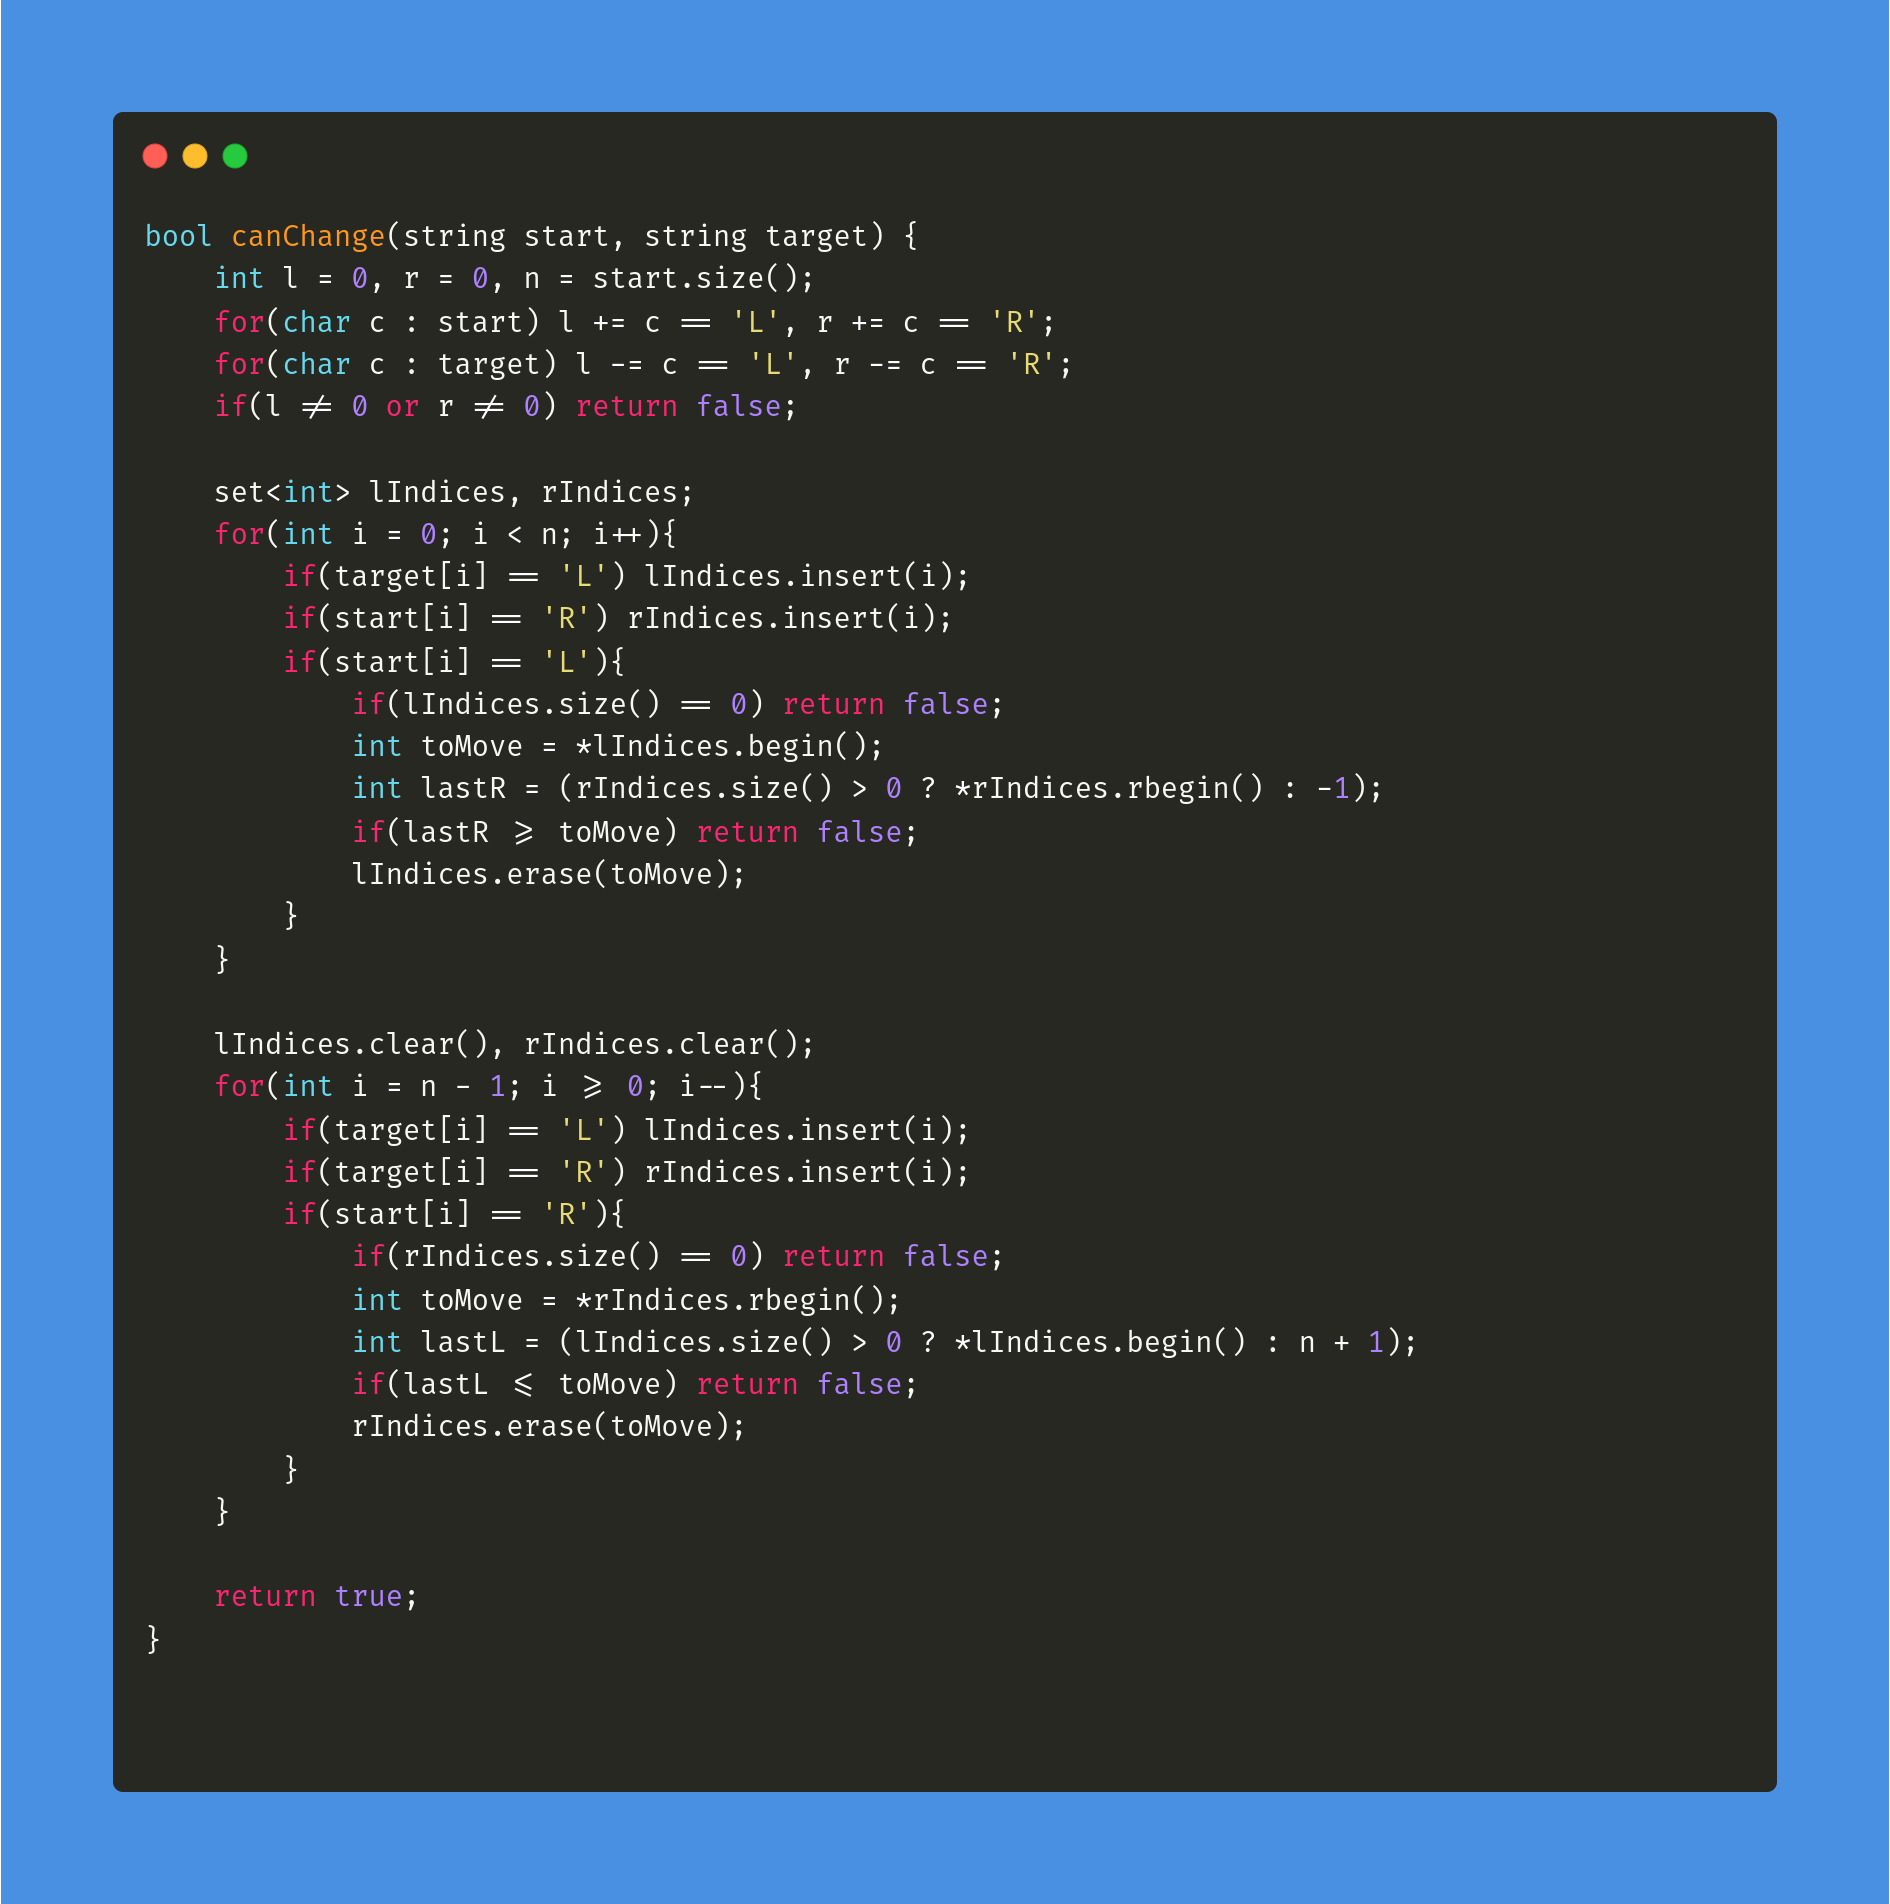 bool canChange(string start, string target) {
    int l = 0, r = 0, n = start.size();
    for(char c : start) l += c == 'L', r += c == 'R';
    for(char c : target) l -= c == 'L', r -= c == 'R';
    if(l != 0 or r != 0) return false;

    set<int> lIndices, rIndices;
    for(int i = 0; i < n; i++){
        if(target[i] == 'L') lIndices.insert(i);
        if(start[i] == 'R') rIndices.insert(i);
        if(start[i] == 'L'){
            if(lIndices.size() == 0) return false;
            int toMove = *lIndices.begin();
            int lastR = (rIndices.size() > 0 ? *rIndices.rbegin() : -1);
            if(lastR >= toMove) return false;
            lIndices.erase(toMove);
        }
    }

    lIndices.clear(), rIndices.clear();
    for(int i = n - 1; i >= 0; i--){
        if(target[i] == 'L') lIndices.insert(i);
        if(target[i] == 'R') rIndices.insert(i);
        if(start[i] == 'R'){
            if(rIndices.size() == 0) return false;
            int toMove = *rIndices.rbegin();
            int lastL = (lIndices.size() > 0 ? *lIndices.begin() : n + 1);
            if(lastL <= toMove) return false;
            rIndices.erase(toMove);
        }
    }

    return true;
}